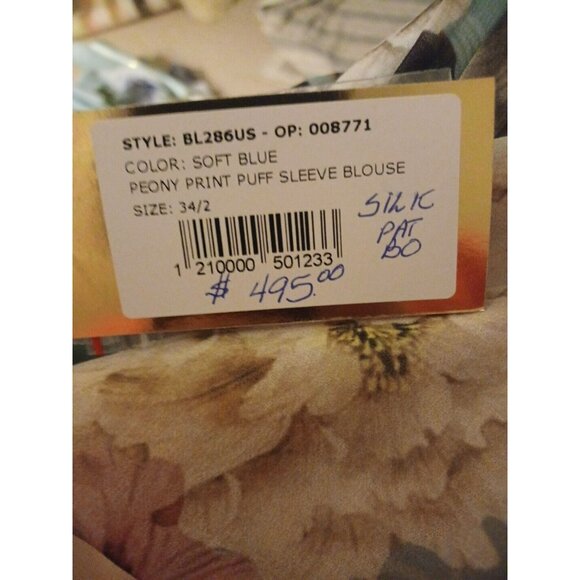 STYLE: BL286US - OP: 008771
COLOR: SOFT BLUE
PEONY PRINT PUFF SLEEVE BLOUSE
SIZE: 34/2
SILK
PAT
BO
1 210000 501233
$ 495.00